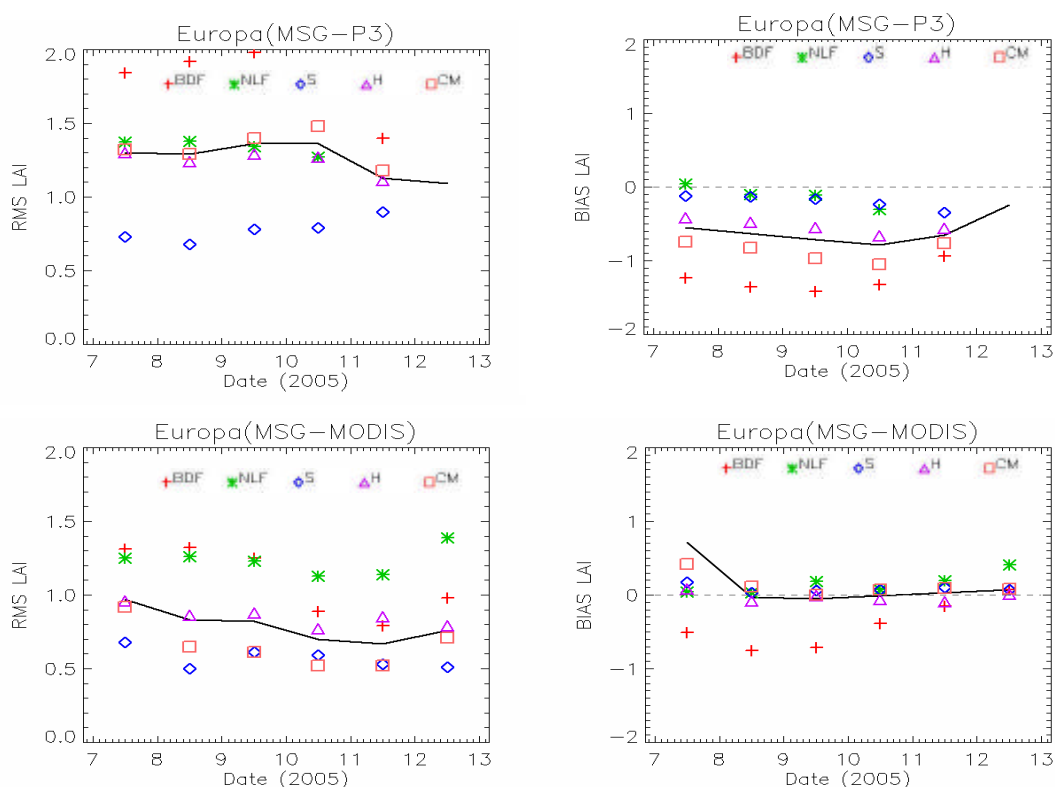 Europa(MSG-P3)
2.0
BDF NLF S H CM
1.5
1.0
0.5
0.0
RMS LAI
7 8 9 10 11 12 13
Date (2005)
Europa(MSG-P3)
2
BDF NLF S H CM
1
0
-1
-2
BIAS LAI
7 8 9 10 11 12 13
Date (2005)
Europa(MSG-MODIS)
2.0
BDF NLF S H CM
1.5
1.0
0.5
0.0
RMS LAI
7 8 9 10 11 12 13
Date (2005)
Europa(MSG-MODIS)
2
BDF NLF S H CM
1
0
-1
-2
BIAS LAI
7 8 9 10 11 12 13
Date (2005)